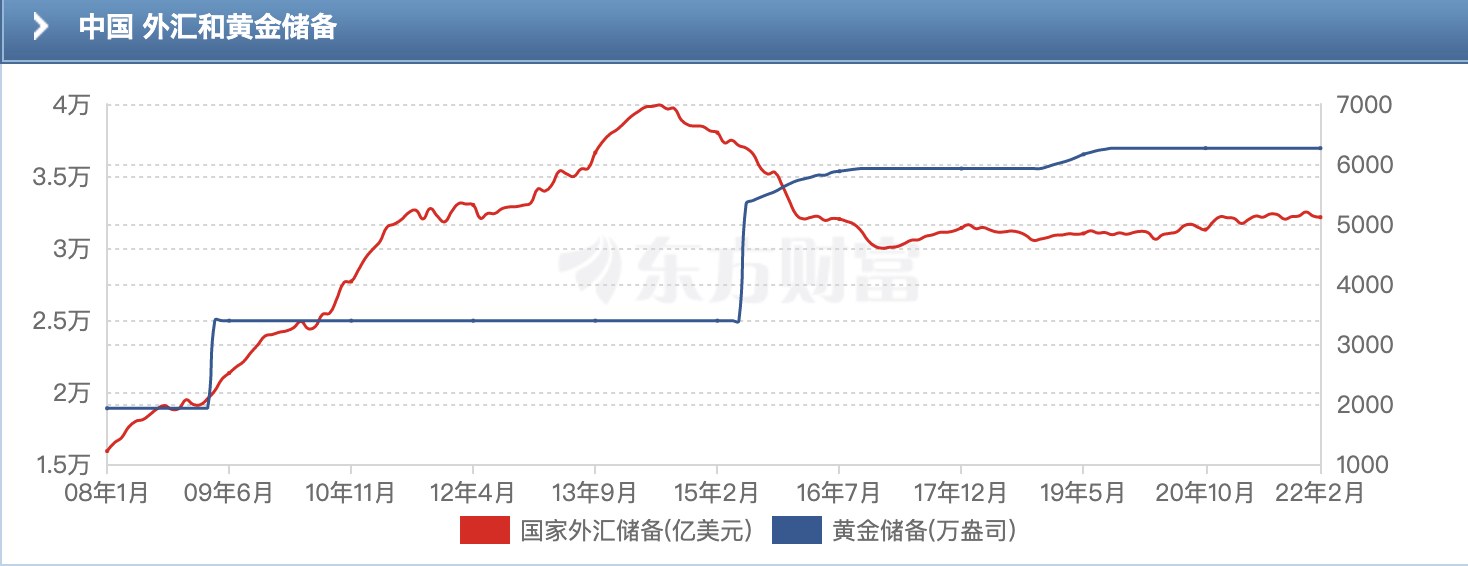 中国 外汇和黄金储备
4万 7000
6000
3.5万
5000
3万
4000
2.5万
3000
2万
2000
1.5万 1000
东方财富
08年1月 09年6月 10年11月 12年4月 13年9月 15年2月 16年7月 17年12月 19年5月 20年10月 22年2月
国家外汇储备(亿美元) 黄金储备(万盎司)